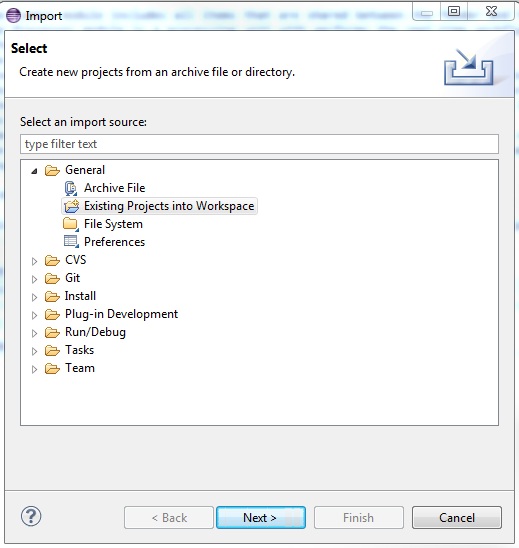 Import
Select
Create new projects from an archive file or directory.
Select an import source:
type filter text
General
Archive File
Existing Projects into Workspace
File System
Preferences
CVS
Git
Install
Plug-in Development
Run/Debug
Tasks
Team
?
< Back
Next >
Finish
Cancel